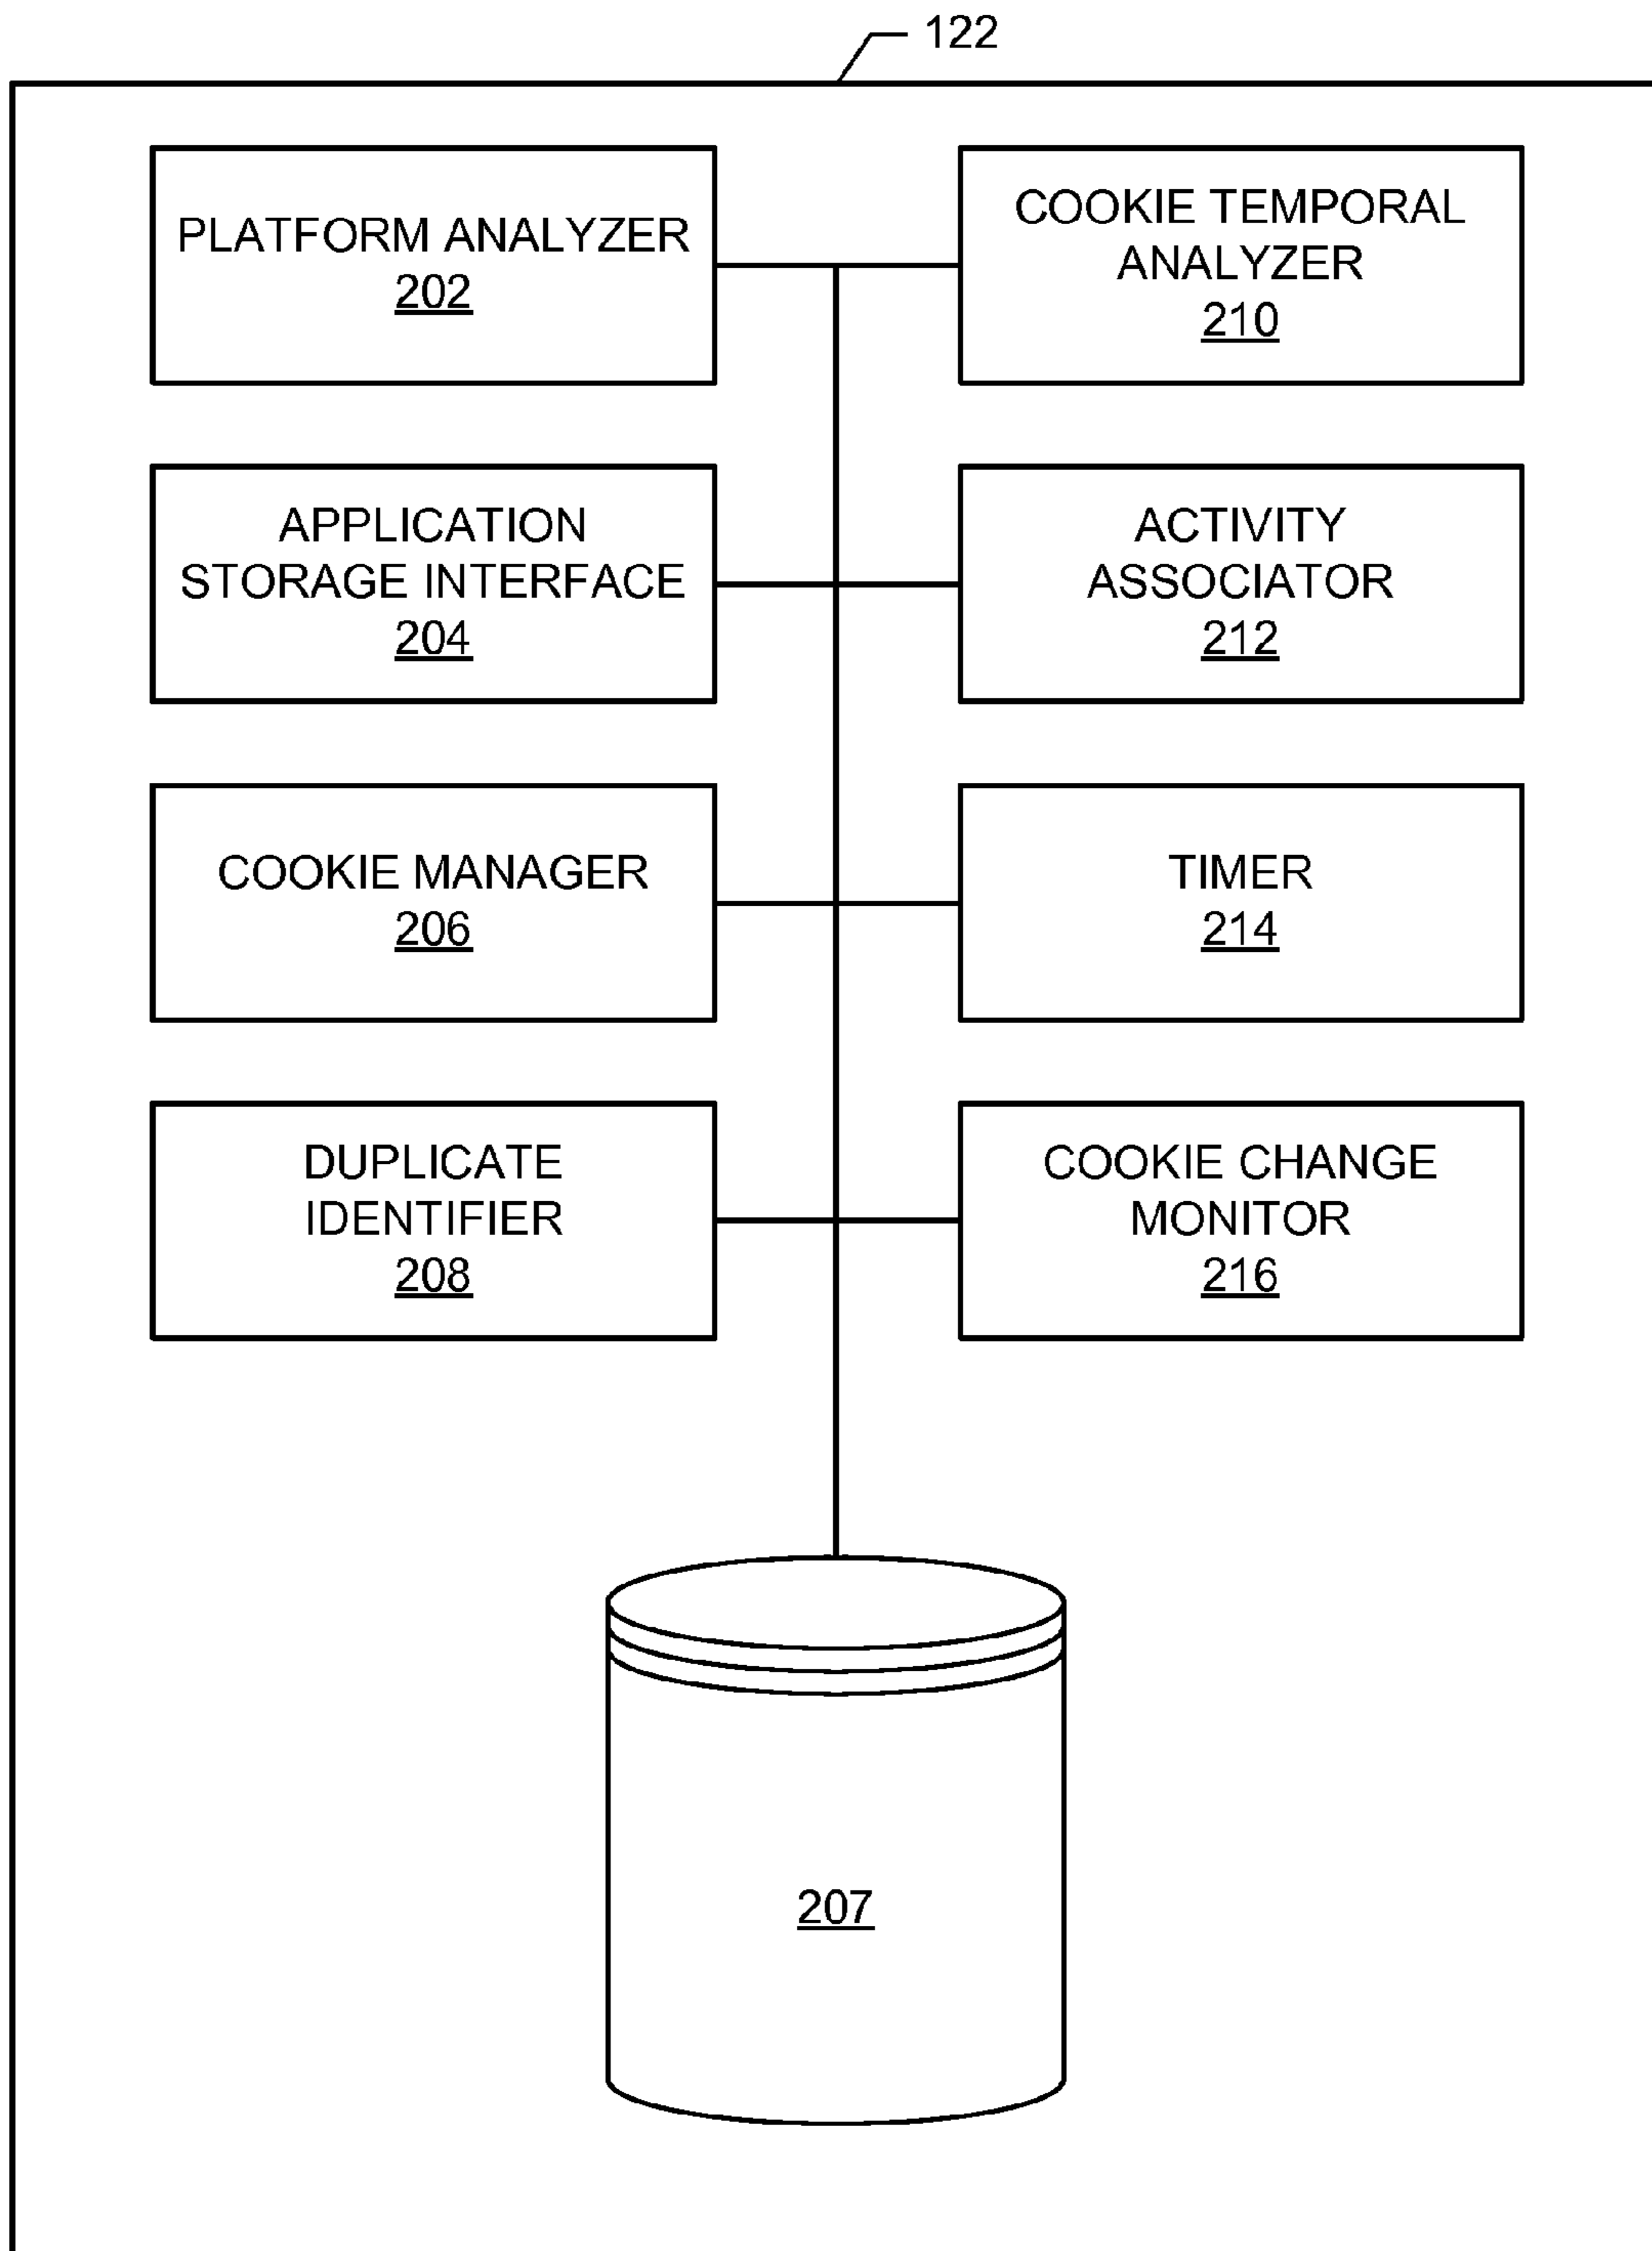 122
PLATFORM ANALYZER
202
COOKIE TEMPORAL
ANALYZER
210
APPLICATION
STORAGE INTERFACE
204
ACTIVITY
ASSOCIATOR
212
COOKIE MANAGER
206
TIMER
214
DUPLICATE
IDENTIFIER
208
COOKIE CHANGE
MONITOR
216
207